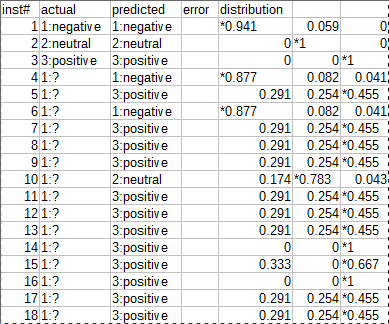 inst# actual predicted error distribution
1 1:negative 1:negative *0.941 0.059 0
2 2:neutral 2:neutral 0 *1 0
3 3:positive 3:positive 0 0 *1
4 1:? 1:negative *0.877 0.082 0.041
5 1:? 3:positive 0.291 0.254 *0.455
6 1:? 1:negative *0.877 0.082 0.041
7 1:? 3:positive 0.291 0.254 *0.455
8 1:? 3:positive 0.291 0.254 *0.455
9 1:? 3:positive 0.291 0.254 *0.455
10 1:? 2:neutral 0.174 *0.783 0.043
11 1:? 3:positive 0.291 0.254 *0.455
12 1:? 3:positive 0.291 0.254 *0.455
13 1:? 3:positive 0.291 0.254 *0.455
14 1:? 3:positive 0 0 *1
15 1:? 3:positive 0.333 0 *0.667
16 1:? 3:positive 0 0 *1
17 1:? 3:positive 0.291 0.254 *0.455
18 1:? 3:positive 0.291 0.254 *0.455